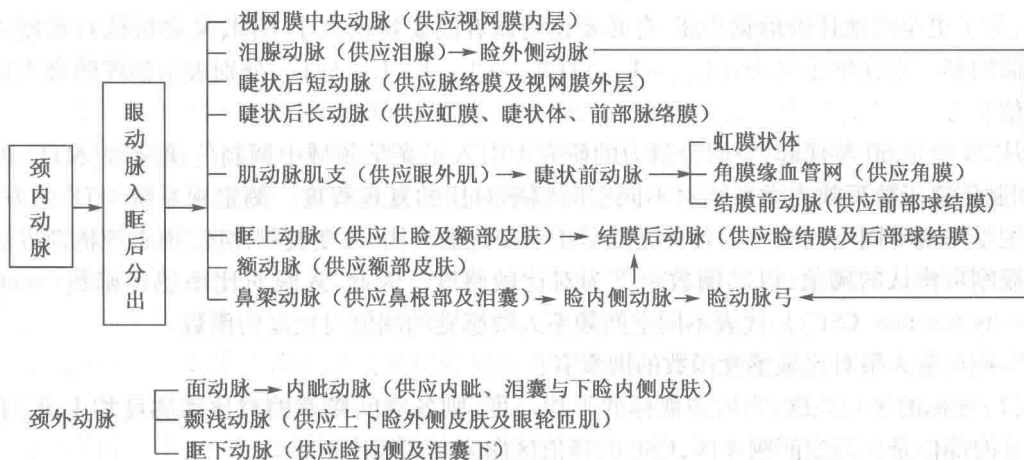 视网膜中央动脉（供应视网膜内层）
泪腺动脉（供应泪腺）→睑外侧动脉
睫状后短动脉（供应脉络膜及视网膜外层）
睫状后长动脉（供应虹膜、睫状体、前部脉络膜）
颈内动脉→眼动脉入眶后分出
肌动脉肌支（供应眼外肌）→睫状前动脉
虹膜状体
角膜缘血管网（供应角膜）
结膜前动脉(供应前部球结膜)
眶上动脉（供应上睑及额部皮肤）→结膜后动脉（供应睑结膜及后部球结膜）
额动脉（供应额部皮肤）
鼻梁动脉（供应鼻根部及泪囊）→睑内侧动脉→睑动脉弓
颈外动脉
面动脉→内眦动脉（供应内眦、泪囊与下睑内侧皮肤）
颞浅动脉（供应上下睑外侧皮肤及眼轮匝肌）
眶下动脉（供应睑内侧及泪囊下）